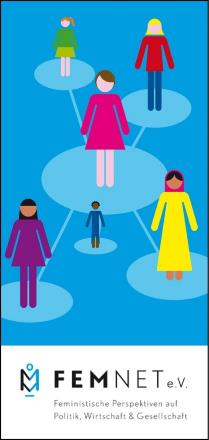 FEMNET e.V.
Feministische Perspektiven auf
Politik, Wirtschaft & Gesellschaft